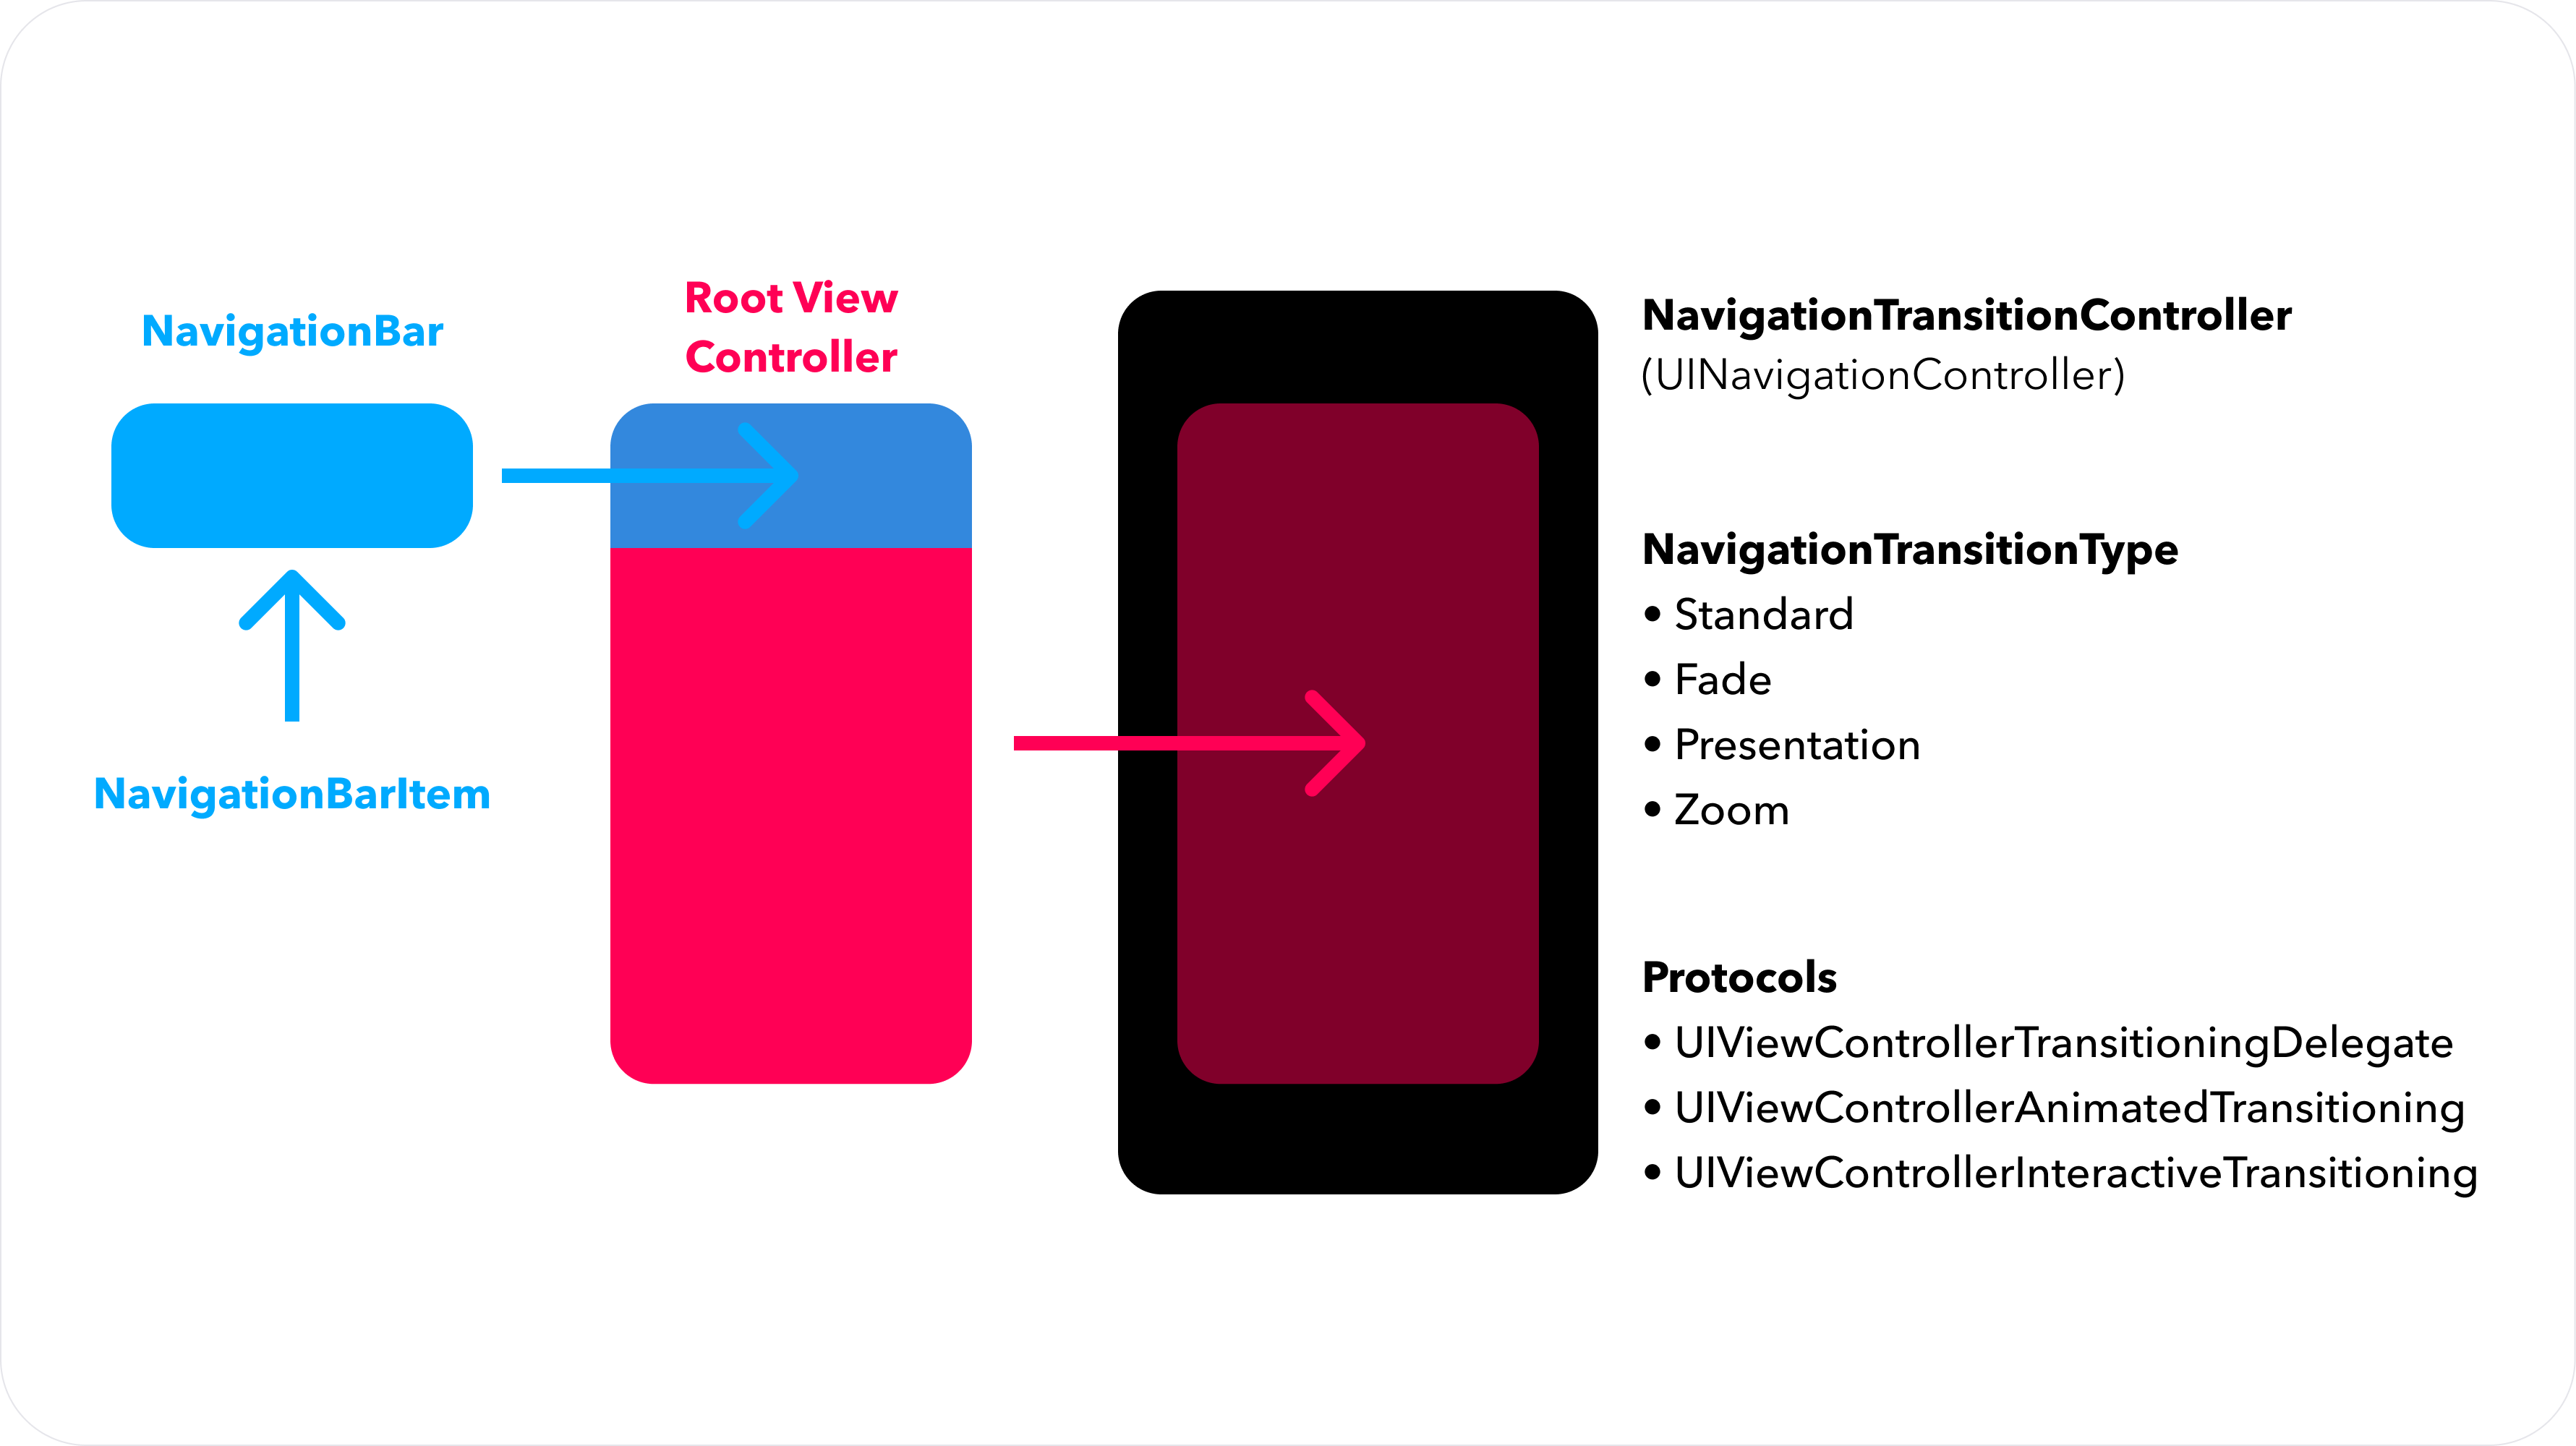 NavigationBar
NavigationBarItem
Root View
Controller
NavigationTransitionController
(UINavigationController)
NavigationTransitionType
• Standard
• Fade
• Presentation
• Zoom
Protocols
• UIViewControllerTransitioningDelegate
• UIViewControllerAnimatedTransitioning
• UIViewControllerInteractiveTransitioning